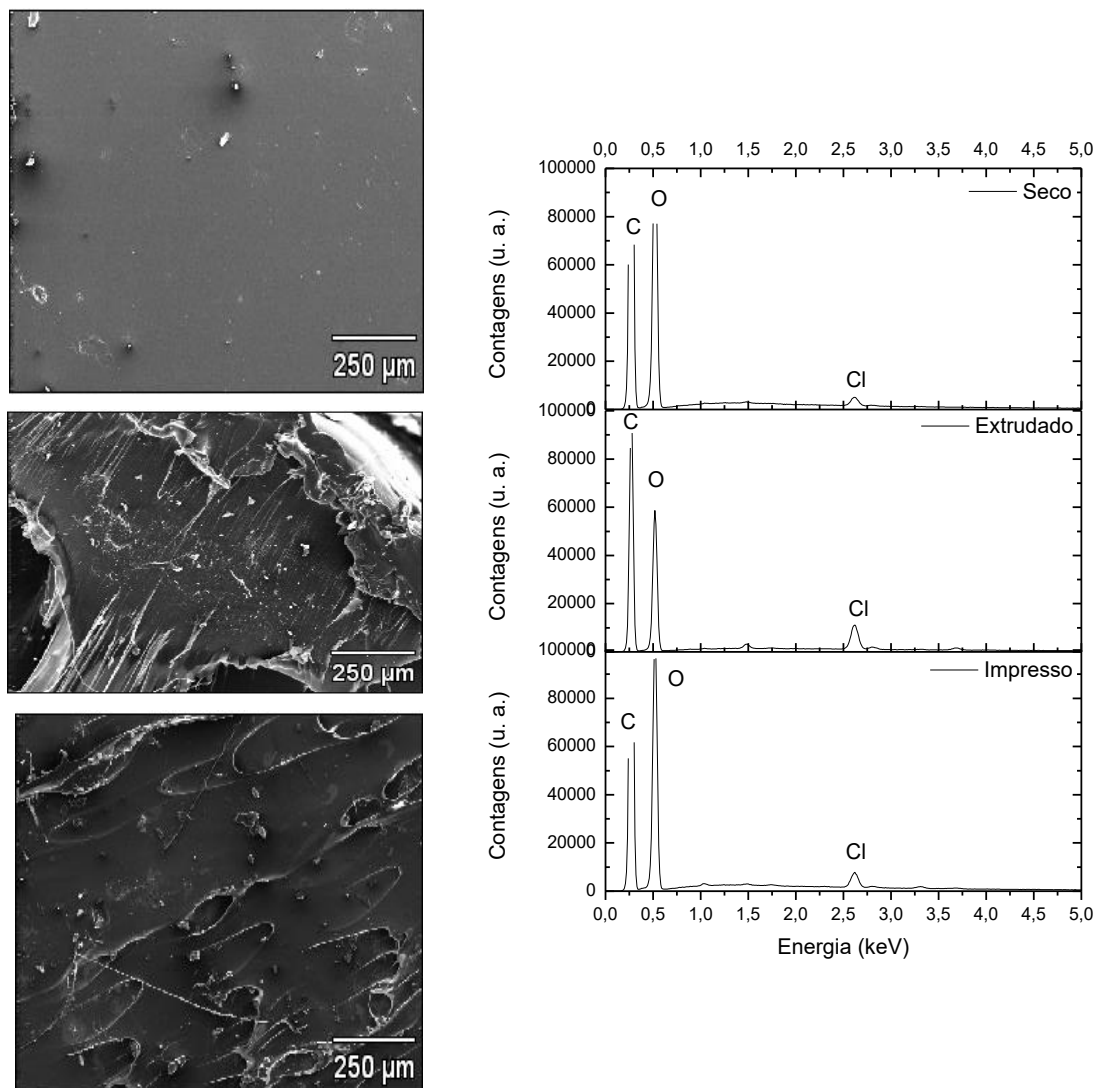 250 µm
250 µm
250 µm
0,0 0,5 1,0 1,5 2,0 2,5 3,0 3,5 4,0 4,5 5,0
100000
80000
60000
40000
20000
0
Contagens (u. a.)
C
O
Cl
Seco
100000
80000
60000
40000
20000
0
Contagens (u. a.)
C
O
Cl
Extrudado
100000
80000
60000
40000
20000
0
Contagens (u. a.)
C
O
Cl
Impresso
0,0 0,5 1,0 1,5 2,0 2,5 3,0 3,5 4,0 4,5 5,0
Energia (keV)